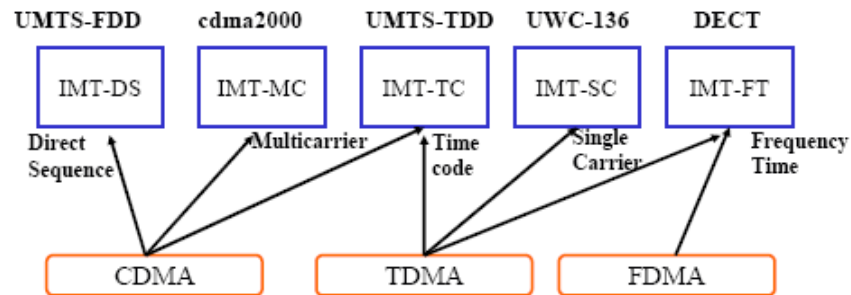 UMTS-FDD cdma2000 UMTS-TDD UWC-136 DECT
IMT-DS IMT-MC IMT-TC IMT-SC IMT-FT
Direct
Sequence
Multicarrier
Time
code
Single
Carrier
Frequency
Time
CDMA TDMA FDMA